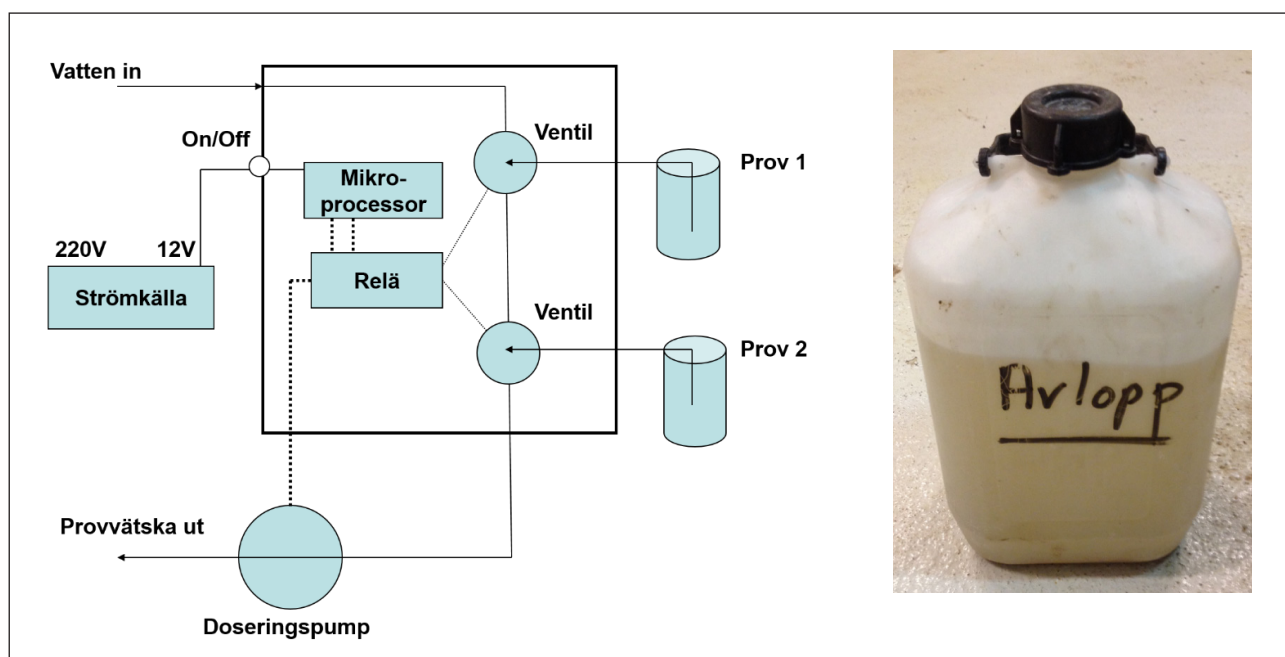 Vatten in
On/Off
Ventil
Prov 1
Mikro-
processor
220V 12V
Strömkälla
Relä
Ventil
Prov 2
Provvätska ut
Doseringspump
Avlopp